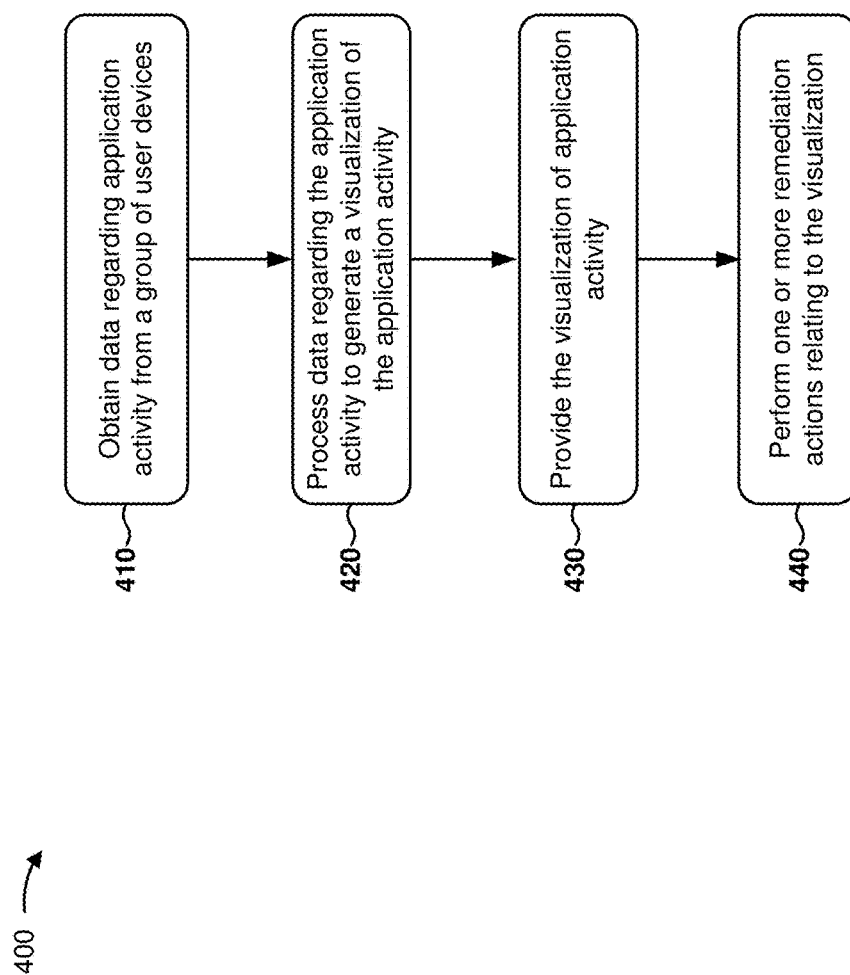 400
410
Obtain data regarding application
activity from a group of user devices
420
Process data regarding the application
activity to generate a visualization of
the application activity
430
Provide the visualization of application
activity
440
Perform one or more remediation
actions relating to the visualization